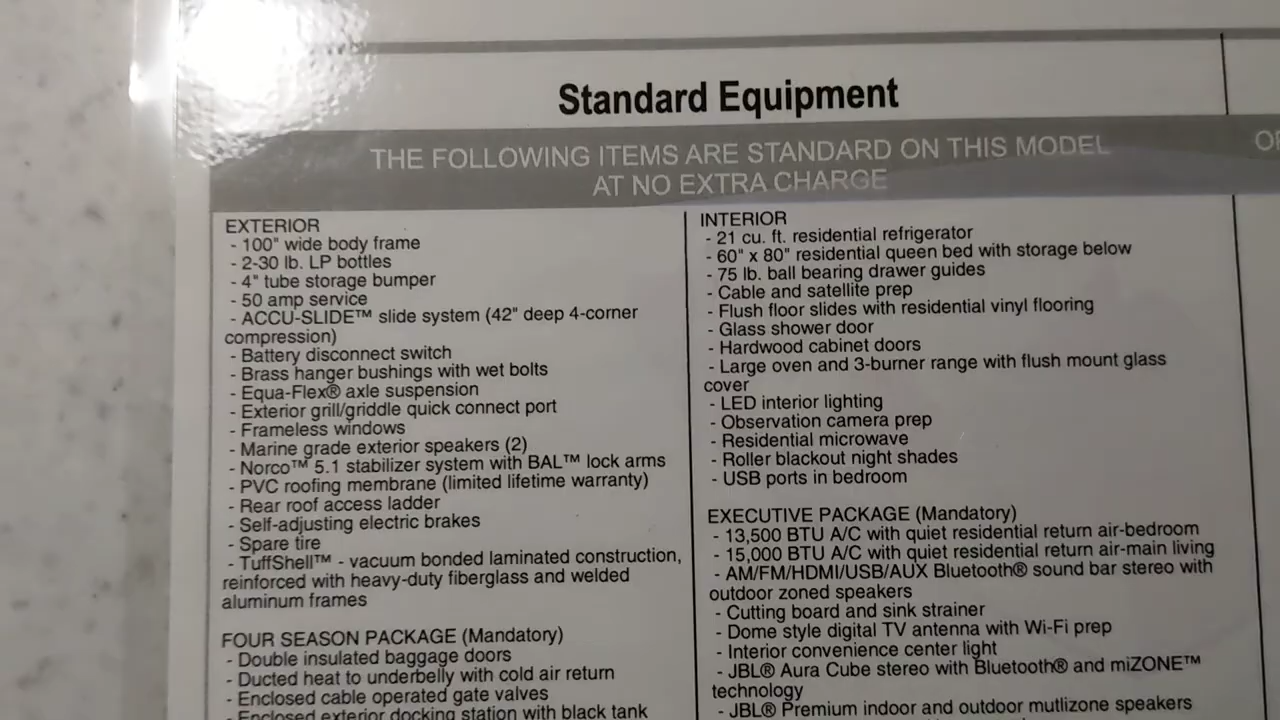 Standard Equipment
THE FOLLOWING ITEMS ARE STANDARD ON THIS MODEL
AT NO EXTRA CHARGE
EXTERIOR
- 100" wide body frame
- 2-30 lb. LP bottles
- 4" tube storage bumper
- 50 amp service
- ACCU-SLIDE™ slide system (42" deep 4-corner
compression)
- Battery disconnect switch
- Brass hanger bushings with wet bolts
- Equa-Flex® axle suspension
- Exterior grill/griddle quick connect port
- Frameless windows
- Marine grade exterior speakers (2)
- Norco™ 5.1 stabilizer system with BAL™ lock arms
- PVC roofing membrane (limited lifetime warranty)
- Rear roof access ladder
- Self-adjusting electric brakes
- Spare tire
- TuffShell™ - vacuum bonded laminated construction,
reinforced with heavy-duty fiberglass and welded
aluminum frames
FOUR SEASON PACKAGE (Mandatory)
- Double insulated baggage doors
- Ducted heat to underbelly with cold air return
- Enclosed cable operated gate valves
- Enclosed exterior docking station with black tank
INTERIOR
- 21 cu. ft. residential refrigerator
- 60" x 80" residential queen bed with storage below
- 75 lb. ball bearing drawer guides
- Cable and satellite prep
- Flush floor slides with residential vinyl flooring
- Glass shower door
- Hardwood cabinet doors
- Large oven and 3-burner range with flush mount glass
cover
- LED interior lighting
- Observation camera prep
- Residential microwave
- Roller blackout night shades
- USB ports in bedroom
EXECUTIVE PACKAGE (Mandatory)
- 13,500 BTU A/C with quiet residential return air-bedroom
- 15,000 BTU A/C with quiet residential return air-main living
- AM/FM/HDMI/USB/AUX Bluetooth® sound bar stereo with
outdoor zoned speakers
- Cutting board and sink strainer
- Dome style digital TV antenna with Wi-Fi prep
- Interior convenience center light
- JBL® Aura Cube stereo with Bluetooth® and miZONE™
technology
- JBL® Premium indoor and outdoor mutlizone speakers